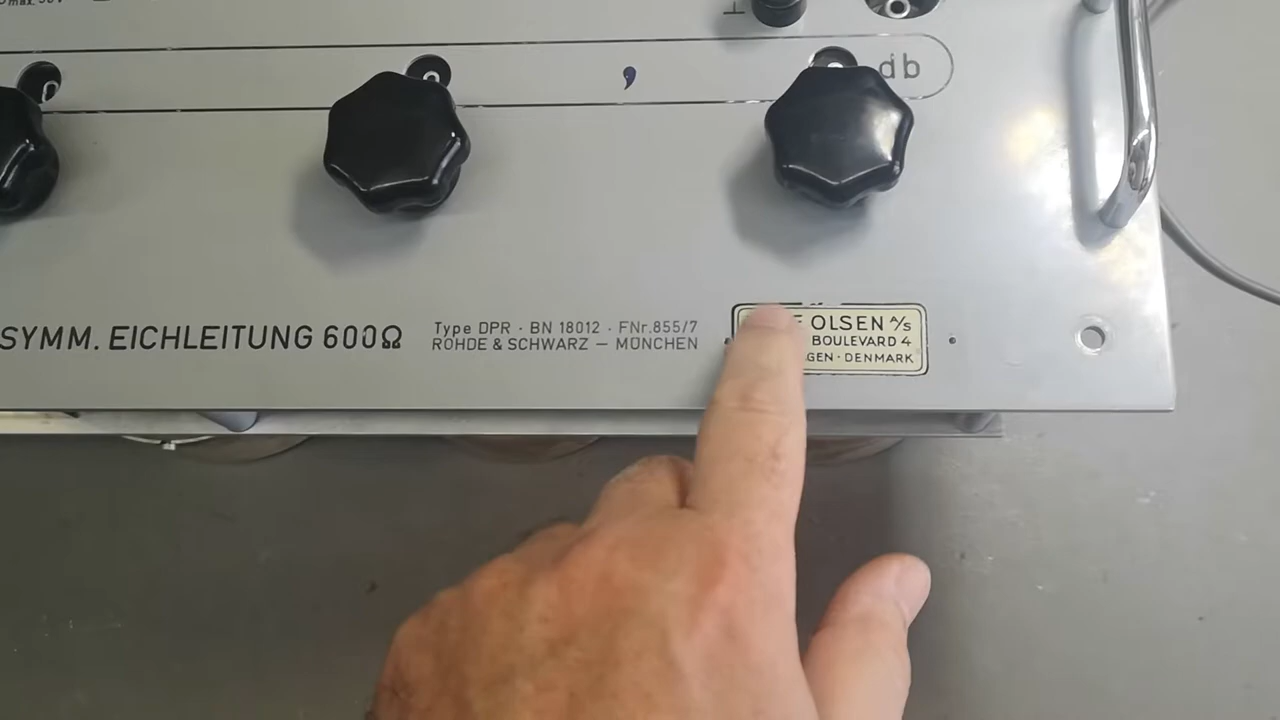 db
SYMM. EICHLEITUNG 600Ω
Type DPR · BN 18012 · FNr. 855/7
ROHDE & SCHWARZ – MÜNCHEN
OLSEN A/S
BOULEVARD 4
DENMARK